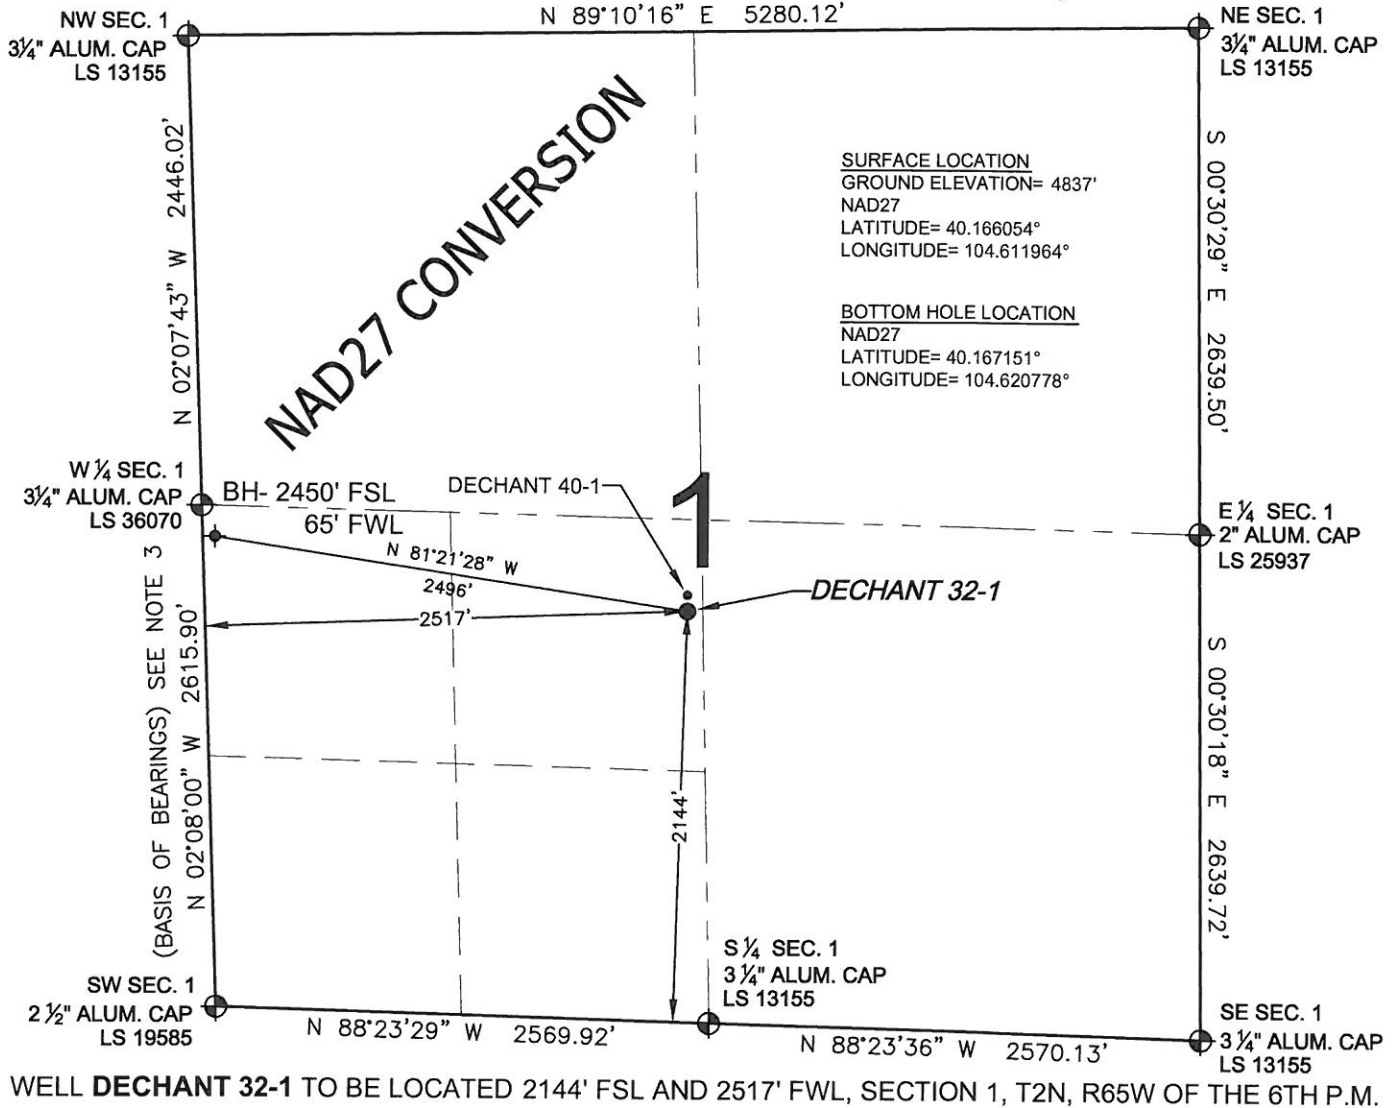 N 89°10'16" E 5280.12'
NW SEC. 1
3¼" ALUM. CAP
LS 13155
NE SEC. 1
3¼" ALUM. CAP
LS 13155
N 02°07'43" W 2446.02'
NAD27 CONVERSION
SURFACE LOCATION
GROUND ELEVATION= 4837'
NAD27
LATITUDE= 40.166054°
LONGITUDE= 104.611964°
BOTTOM HOLE LOCATION
NAD27
LATITUDE= 40.167151°
LONGITUDE= 104.620778°
S 00°30'29" E 2639.50'
W ¼ SEC. 1
3¼" ALUM. CAP
LS 36070
BH- 2450' FSL
65' FWL
DECHANT 40-1
1
E ¼ SEC. 1
2" ALUM. CAP
LS 25937
N 81°21'28" W
2496'
2517'
DECHANT 32-1
(BASIS OF BEARINGS) SEE NOTE 3
N 02°08'00" W 2615.90'
2144'
S 00°30'18" E 2639.72'
SW SEC. 1
2 ½" ALUM. CAP
LS 19585
S ¼ SEC. 1
3 ¼" ALUM. CAP
LS 13155
SE SEC. 1
3 ¼" ALUM. CAP
LS 13155
N 88°23'29" W 2569.92'
N 88°23'36" W 2570.13'
WELL DECHANT 32-1 TO BE LOCATED 2144' FSL AND 2517' FWL, SECTION 1, T2N, R65W OF THE 6TH P.M.